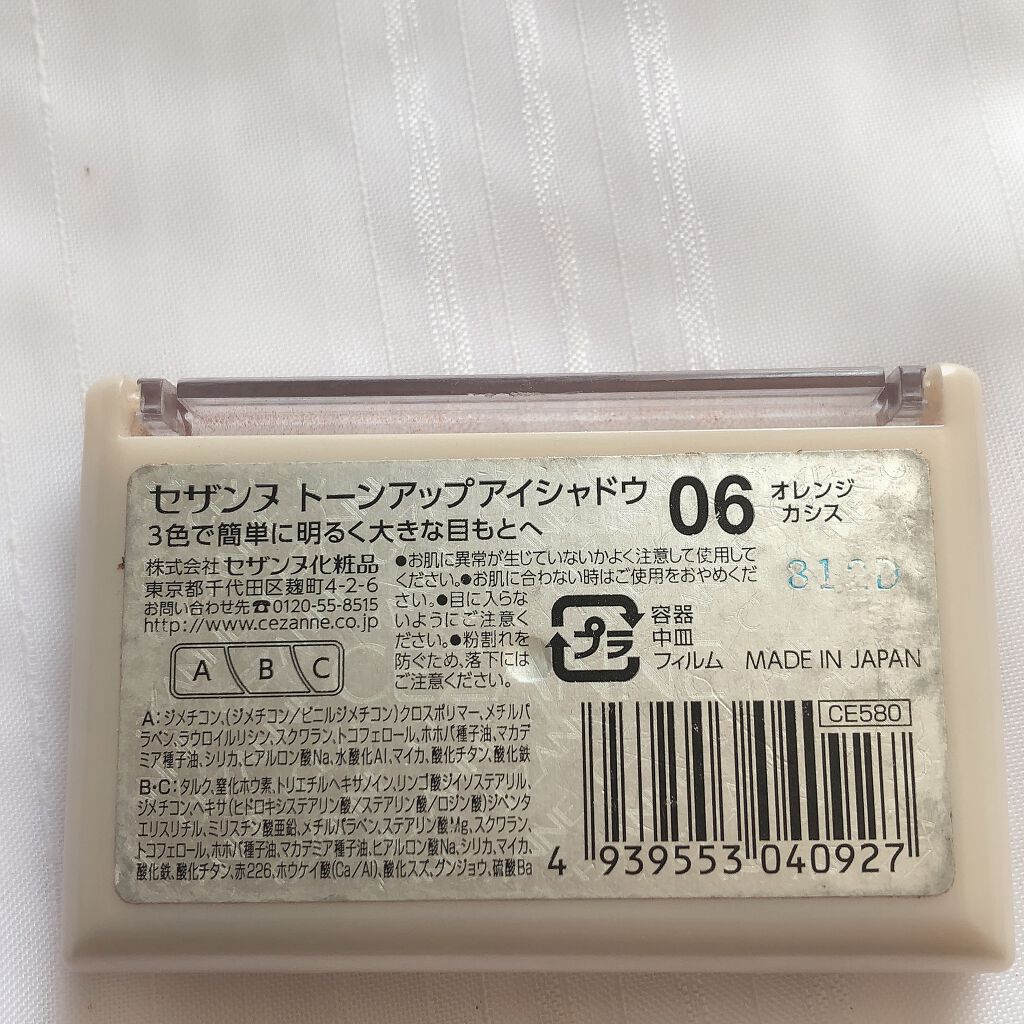 セザンヌ トーンアップアイシャドウ 06 オレンジ
カシス
3色で簡単に明るく大きな目もとへ
株式会社 セザンヌ化粧品
東京都千代田区麹町4-2-6
お問い合わせ先☎0120-55-8515
http://www.cezanne.co.jp
A B C
●お肌に異常が生じていないかよく注意して使用して
ください。●お肌に合わない時はご使用をおやめくだ
さい。●目に入らな
いようにご注意く
ださい。●粉割れを
防ぐため、落下には
ご注意ください。
812D
プラ
容器
中皿
フィルム MADE IN JAPAN
A:ジメチコン、(ジメチコン/ビニルジメチコン)クロスポリマー、メチルパ
ラベン、ラウロイルリシン、スクワラン、トコフェロール、ホホバ種子油、マカデ
ミア種子油、シリカ、ヒアルロン酸Na、水酸化Al、マイカ、酸化チタン、酸化鉄
B・C:タルク、窒化ホウ素、トリエチルヘキサノイン、リンゴ酸ジイソステアリル、
ジメチコン、ヘキサ(ヒドロキシステアリン酸/ステアリン酸/ロジン酸)ジペンタ
エリスリチル、ミリスチン酸亜鉛、メチルパラベン、ステアリン酸Mg、スクワラン、
トコフェロール、ホホバ種子油、マカデミア種子油、ヒアルロン酸Na、シリカ、マイカ、
酸化鉄、酸化チタン、赤226、ホウケイ酸(Ca/Al)、酸化スズ、グンジョウ、硫酸Ba
CE580
4 939553 040927